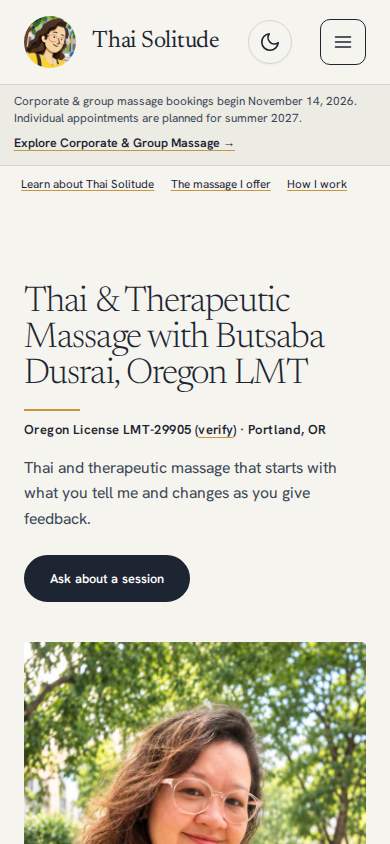 Thai Solitude
Corporate & group massage bookings begin November 14, 2026.
Individual appointments are planned for summer 2027.
Explore Corporate & Group Massage →
Learn about Thai Solitude The massage I offer How I work
Thai & Therapeutic
Massage with Butsaba
Dusrai, Oregon LMT
Oregon License LMT-29905 (verify) · Portland, OR
Thai and therapeutic massage that starts with
what you tell me and changes as you give
feedback.
Ask about a session